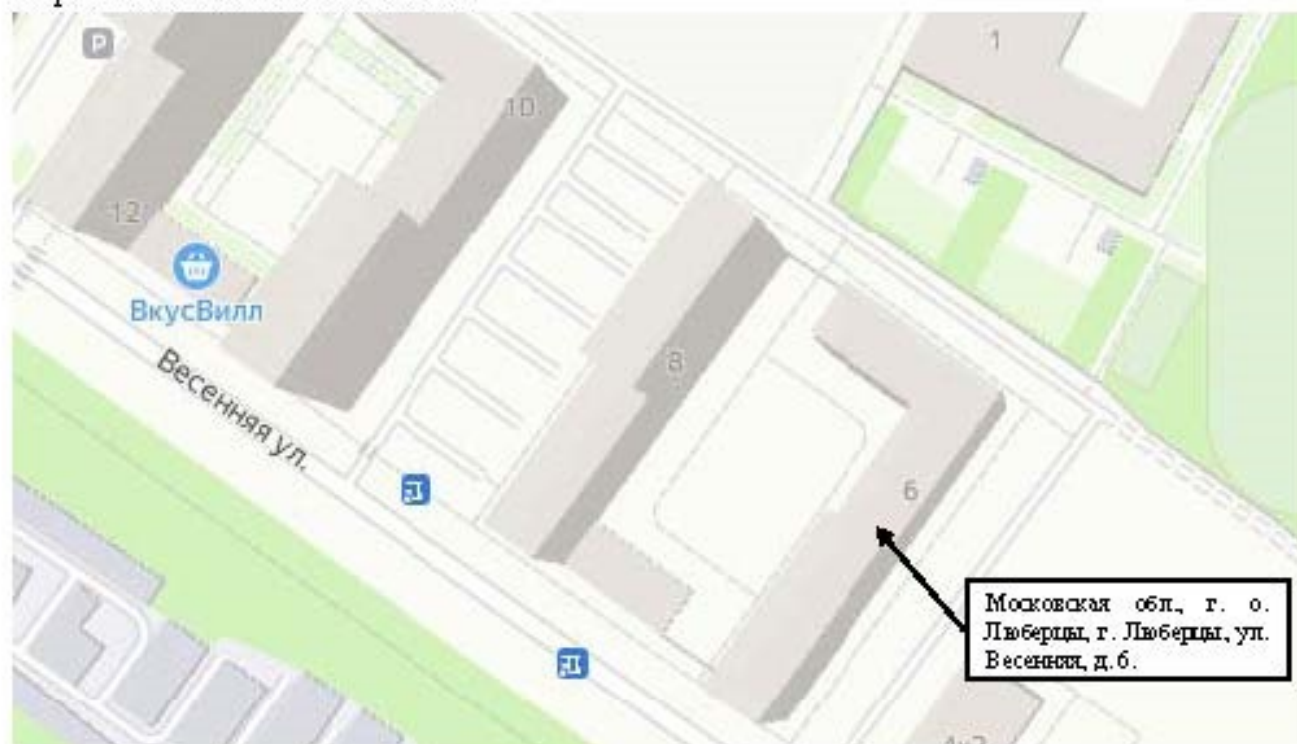 P
1
10
12
ВкусВилл
8
Весенняя ул.
6
Московская обл., г. о.
Люберцы, г. Люберцы, ул.
Весенняя, д.6.